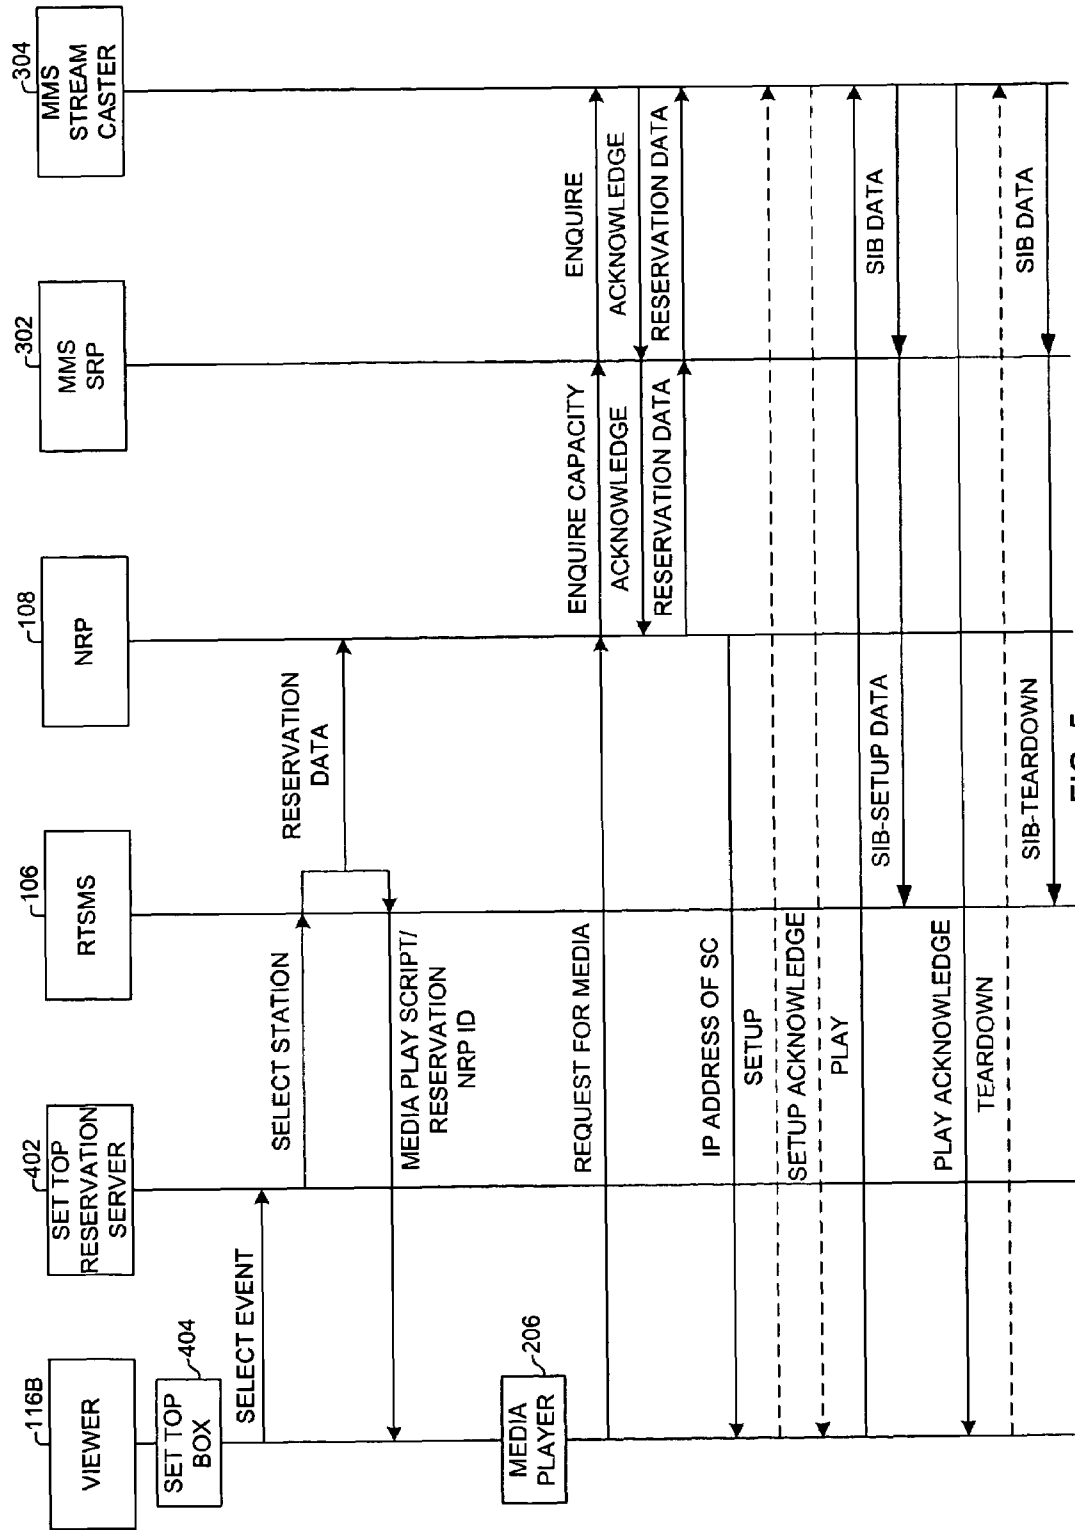 116B
VIEWER
404
SET TOP
BOX
402
SET TOP
RESERVATION
SERVER
106
RTSMS
108
NRP
302
MMS
SRP
304
MMS
STREAM
CASTER
SELECT EVENT
SELECT STATION
RESERVATION
DATA
MEDIA PLAY SCRIPT/
RESERVATION
NRP ID
206
MEDIA
PLAYER
REQUEST FOR MEDIA
ENQUIRE CAPACITY
ENQUIRE
ACKNOWLEDGE
ACKNOWLEDGE
RESERVATION DATA
RESERVATION DATA
IP ADDRESS OF SC
SETUP
SETUP ACKNOWLEDGE
PLAY
SIB-SETUP DATA
SIB DATA
PLAY ACKNOWLEDGE
TEARDOWN
SIB-TEARDOWN
SIB DATA